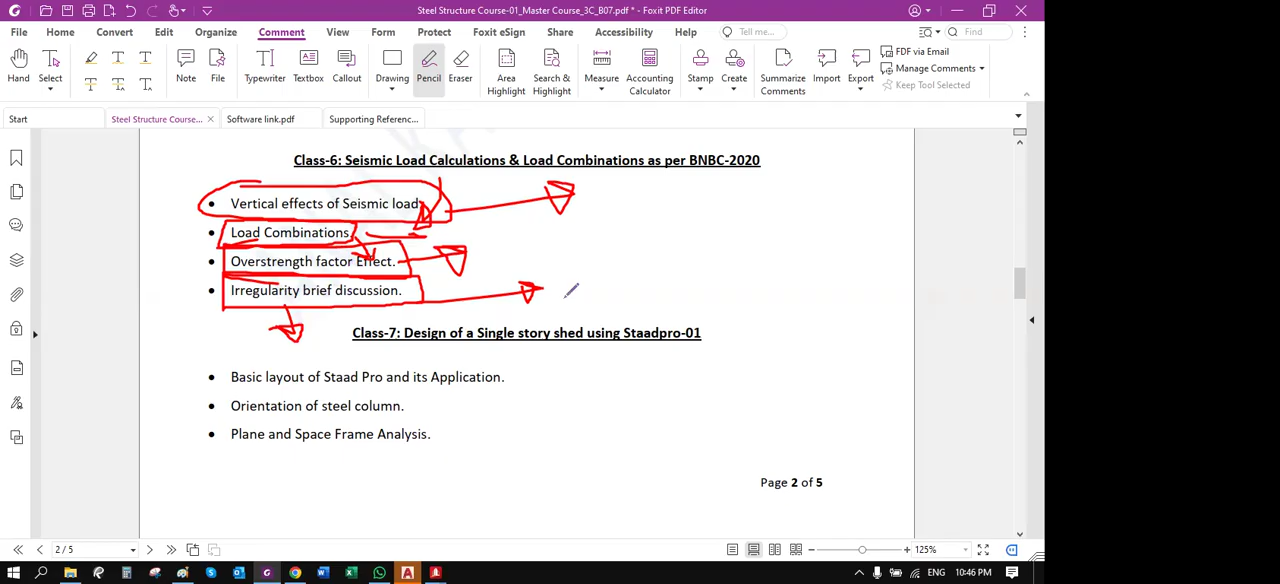 Steel Structure Course-01_Master Course_3C_B07.pdf * - Foxit PDF Editor
File Home Convert Edit Organize Comment View Form Protect Foxit eSign Share Accessibility Help Tell me... Find
Hand Select Note File Typewriter Textbox Callout Drawing Pencil Eraser Area Highlight Search & Highlight Measure Accounting Calculator Stamp Create Summarize Comments Import Export
FDF via Email
Manage Comments
Keep Tool Selected
Start Steel Structure Course... Software link.pdf Supporting Referenc...
Class-6: Seismic Load Calculations & Load Combinations as per BNBC-2020
• Vertical effects of Seismic load
• Load Combinations
• Overstrength factor Effect.
• Irregularity brief discussion.
Class-7: Design of a Single story shed using Staadpro-01
• Basic layout of Staad Pro and its Application.
• Orientation of steel column.
• Plane and Space Frame Analysis.
Page 2 of 5
2 / 5 125%
ENG 10:46 PM